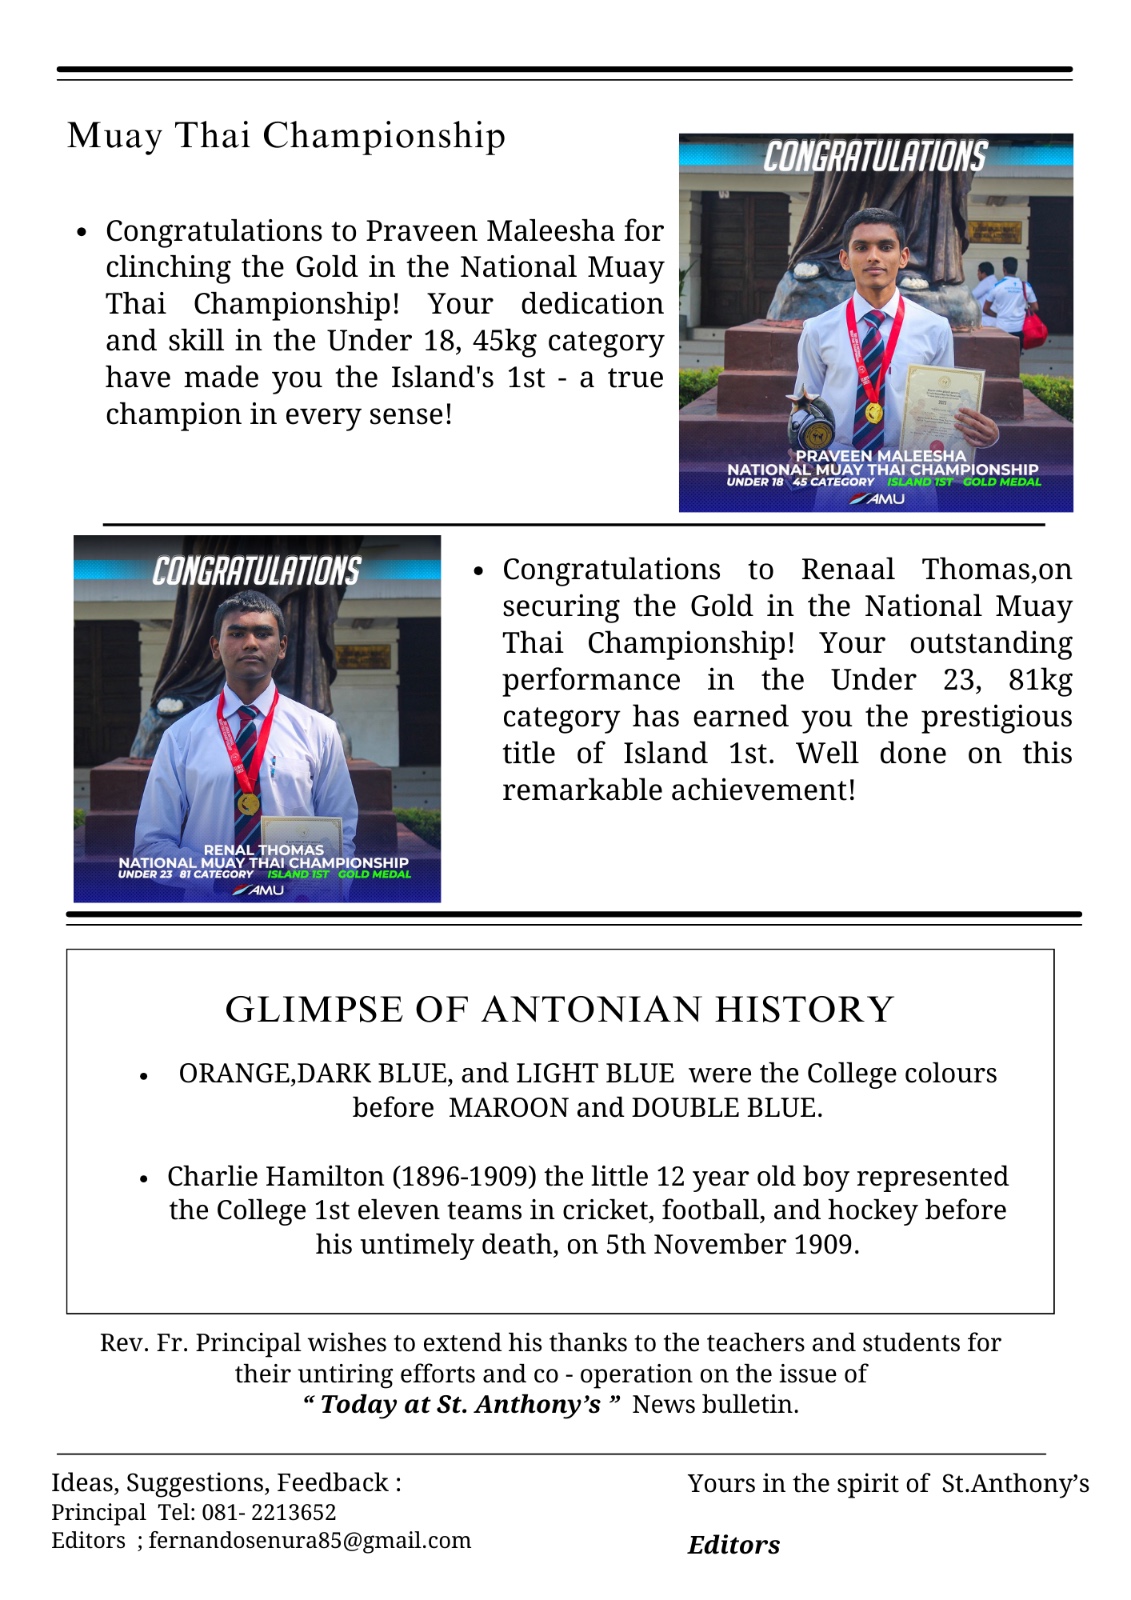 Muay Thai Championship
• Congratulations to Praveen Maleesha for
clinching the Gold in the National Muay
Thai Championship! Your dedication
and skill in the Under 18, 45kg category
have made you the Island's 1st - a true
champion in every sense!
CONGRATULATIONS
PRAVEEN MALEESHA
NATIONAL MUAY THAI CHAMPIONSHIP
UNDER 18 45 CATEGORY ISLAND 1ST GOLD MEDAL
AMU
CONGRATULATIONS
RENAL THOMAS
NATIONAL MUAY THAI CHAMPIONSHIP
UNDER 23 81 CATEGORY ISLAND 1ST GOLD MEDAL
AMU
• Congratulations to Renaal Thomas,on
securing the Gold in the National Muay
Thai Championship! Your outstanding
performance in the Under 23, 81kg
category has earned you the prestigious
title of Island 1st. Well done on this
remarkable achievement!
GLIMPSE OF ANTONIAN HISTORY
• ORANGE,DARK BLUE, and LIGHT BLUE were the College colours
before MAROON and DOUBLE BLUE.
• Charlie Hamilton (1896-1909) the little 12 year old boy represented
the College 1st eleven teams in cricket, football, and hockey before
his untimely death, on 5th November 1909.
Rev. Fr. Principal wishes to extend his thanks to the teachers and students for
their untiring efforts and co - operation on the issue of
“ Today at St. Anthony’s ” News bulletin.
Ideas, Suggestions, Feedback :
Principal Tel: 081- 2213652
Editors ; fernandosenura85@gmail.com
Yours in the spirit of St.Anthony’s
Editors